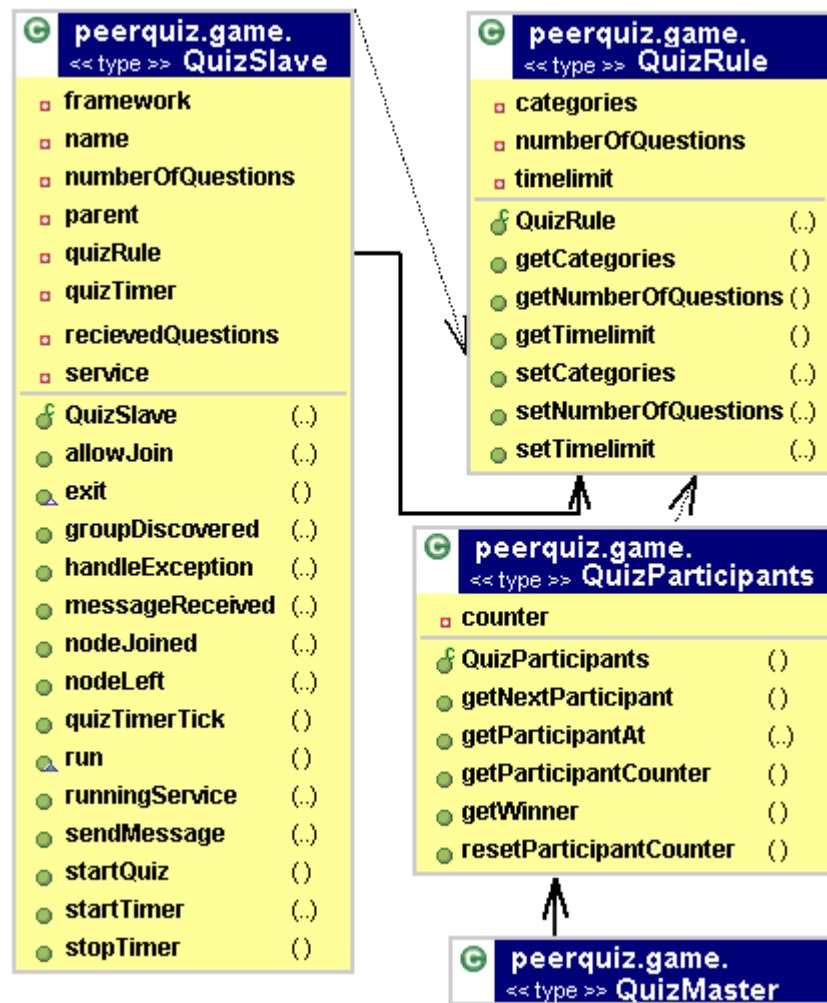 C peerquiz.game.
<< type >> QuizSlave
framework
name
numberOfQuestions
parent
quizRule
quizTimer
recievedQuestions
service
C QuizSlave (..)
allowJoin (..)
exit ()
groupDiscovered (..)
handleException (..)
messageReceived (..)
nodeJoined (..)
nodeLeft (..)
quizTimerTick ()
run ()
runningService (..)
sendMessage (..)
startQuiz ()
startTimer (..)
stopTimer ()
C peerquiz.game.
<< type >> QuizRule
categories
numberOfQuestions
timelimit
C QuizRule (..)
getCategories ()
getNumberOfQuestions ()
getTimelimit ()
setCategories (..)
setNumberOfQuestions (..)
setTimelimit (..)
C peerquiz.game.
<< type >> QuizParticipants
counter
C QuizParticipants ()
getNextParticipant ()
getParticipantAt (..)
getParticipantCounter ()
getWinner ()
resetParticipantCounter ()
C peerquiz.game.
<< type >> QuizMaster